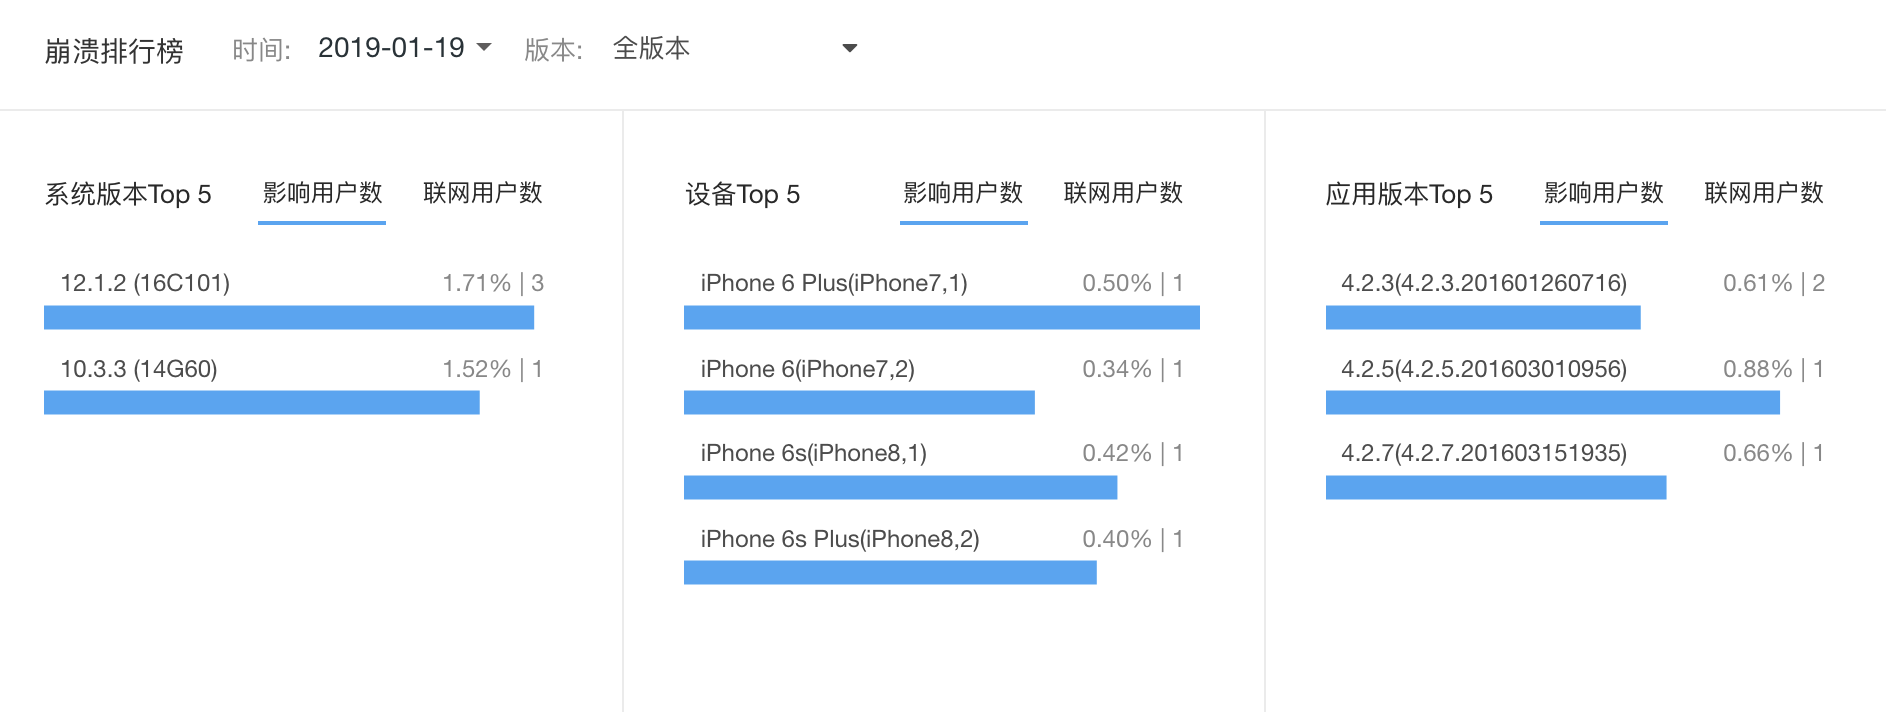 崩溃排行榜 时间: 2019-01-19 版本: 全版本
系统版本Top 5 影响用户数 联网用户数
12.1.2 (16C101) 1.71% | 3
10.3.3 (14G60) 1.52% | 1
设备Top 5 影响用户数 联网用户数
iPhone 6 Plus(iPhone7,1) 0.50% | 1
iPhone 6(iPhone7,2) 0.34% | 1
iPhone 6s(iPhone8,1) 0.42% | 1
iPhone 6s Plus(iPhone8,2) 0.40% | 1
应用版本Top 5 影响用户数 联网用户数
4.2.3(4.2.3.201601260716) 0.61% | 2
4.2.5(4.2.5.201603010956) 0.88% | 1
4.2.7(4.2.7.201603151935) 0.66% | 1